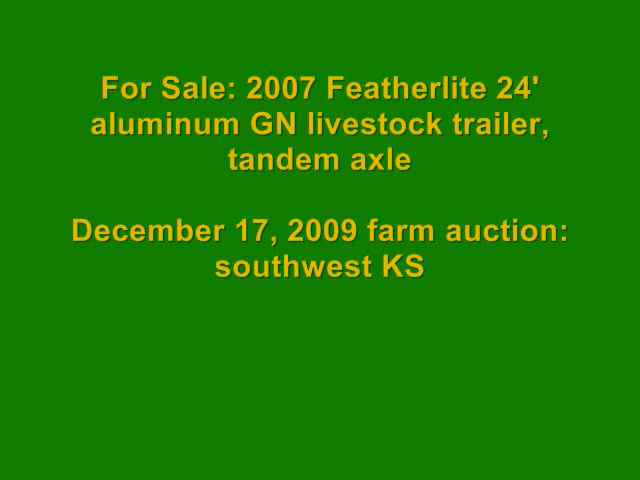 For Sale: 2007 Featherlite 24'
aluminum GN livestock trailer,
tandem axle
December 17, 2009 farm auction:
southwest KS